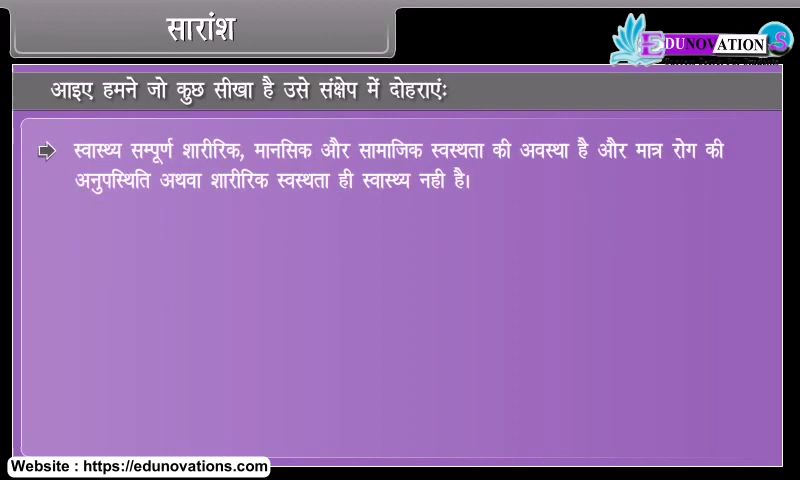 सारांश
EDUNOVATION.S
आइए हमने जो कुछ सीखा है उसे संक्षेप में दोहराएं:
स्वास्थ्य सम्पूर्ण शारीरिक, मानसिक और सामाजिक स्वस्थता की अवस्था है और मात्र रोग की
अनुपस्थिति अथवा शारीरिक स्वस्थता ही स्वास्थ्य नही है।
Website : https://edunovations.com